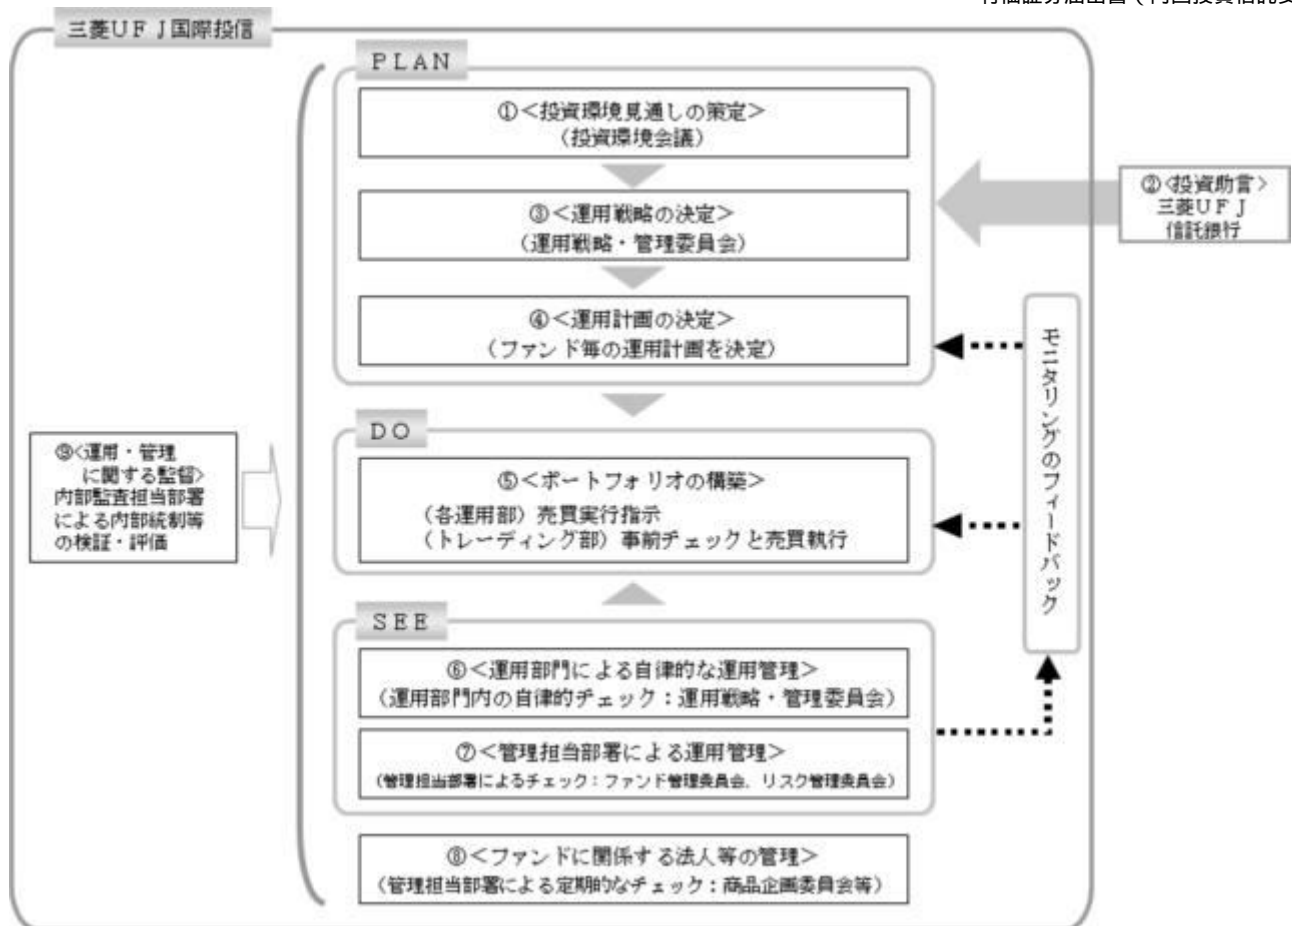 三菱UFJ国際投信
PLAN
①<投資環境見通しの策定>
(投資環境会議)
②<投資助言>
三菱UFJ
信託銀行
③<運用戦略の決定>
(運用戦略・管理委員会)
④<運用計画の決定>
(ファンド毎の運用計画を決定)
モニタリングのフィードバック
DO
⑤<ポートフォリオの構築>
(各運用部)売買実行指示
(トレーディング部)事前チェックと売買執行
⑨<運用・管理
に関する監督>
内部監査担当部署
による内部統制等
の検証・評価
SEE
⑥<運用部門による自律的な運用管理>
(運用部門内の自律的チェック:運用戦略・管理委員会)
⑦<管理担当部署による運用管理>
(管理担当部署によるチェック:ファンド管理委員会、リスク管理委員会)
⑧<ファンドに関係する法人等の管理>
(管理担当部署による定期的なチェック:商品企画委員会等)